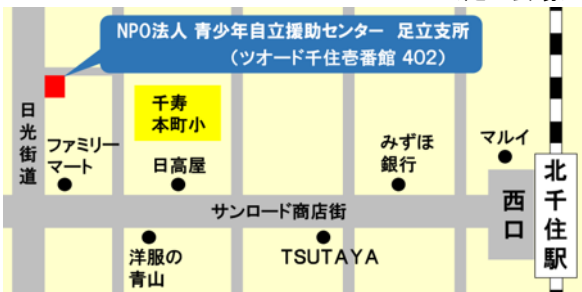 NPO法人 青少年自立援助センター 足立支所
(ツオード千住壱番館 402)
日光街道
千寿
本町小
ファミリー
マート
日高屋
みずほ
銀行
マルイ
北千住駅
西口
サンロード商店街
洋服の
青山
TSUTAYA